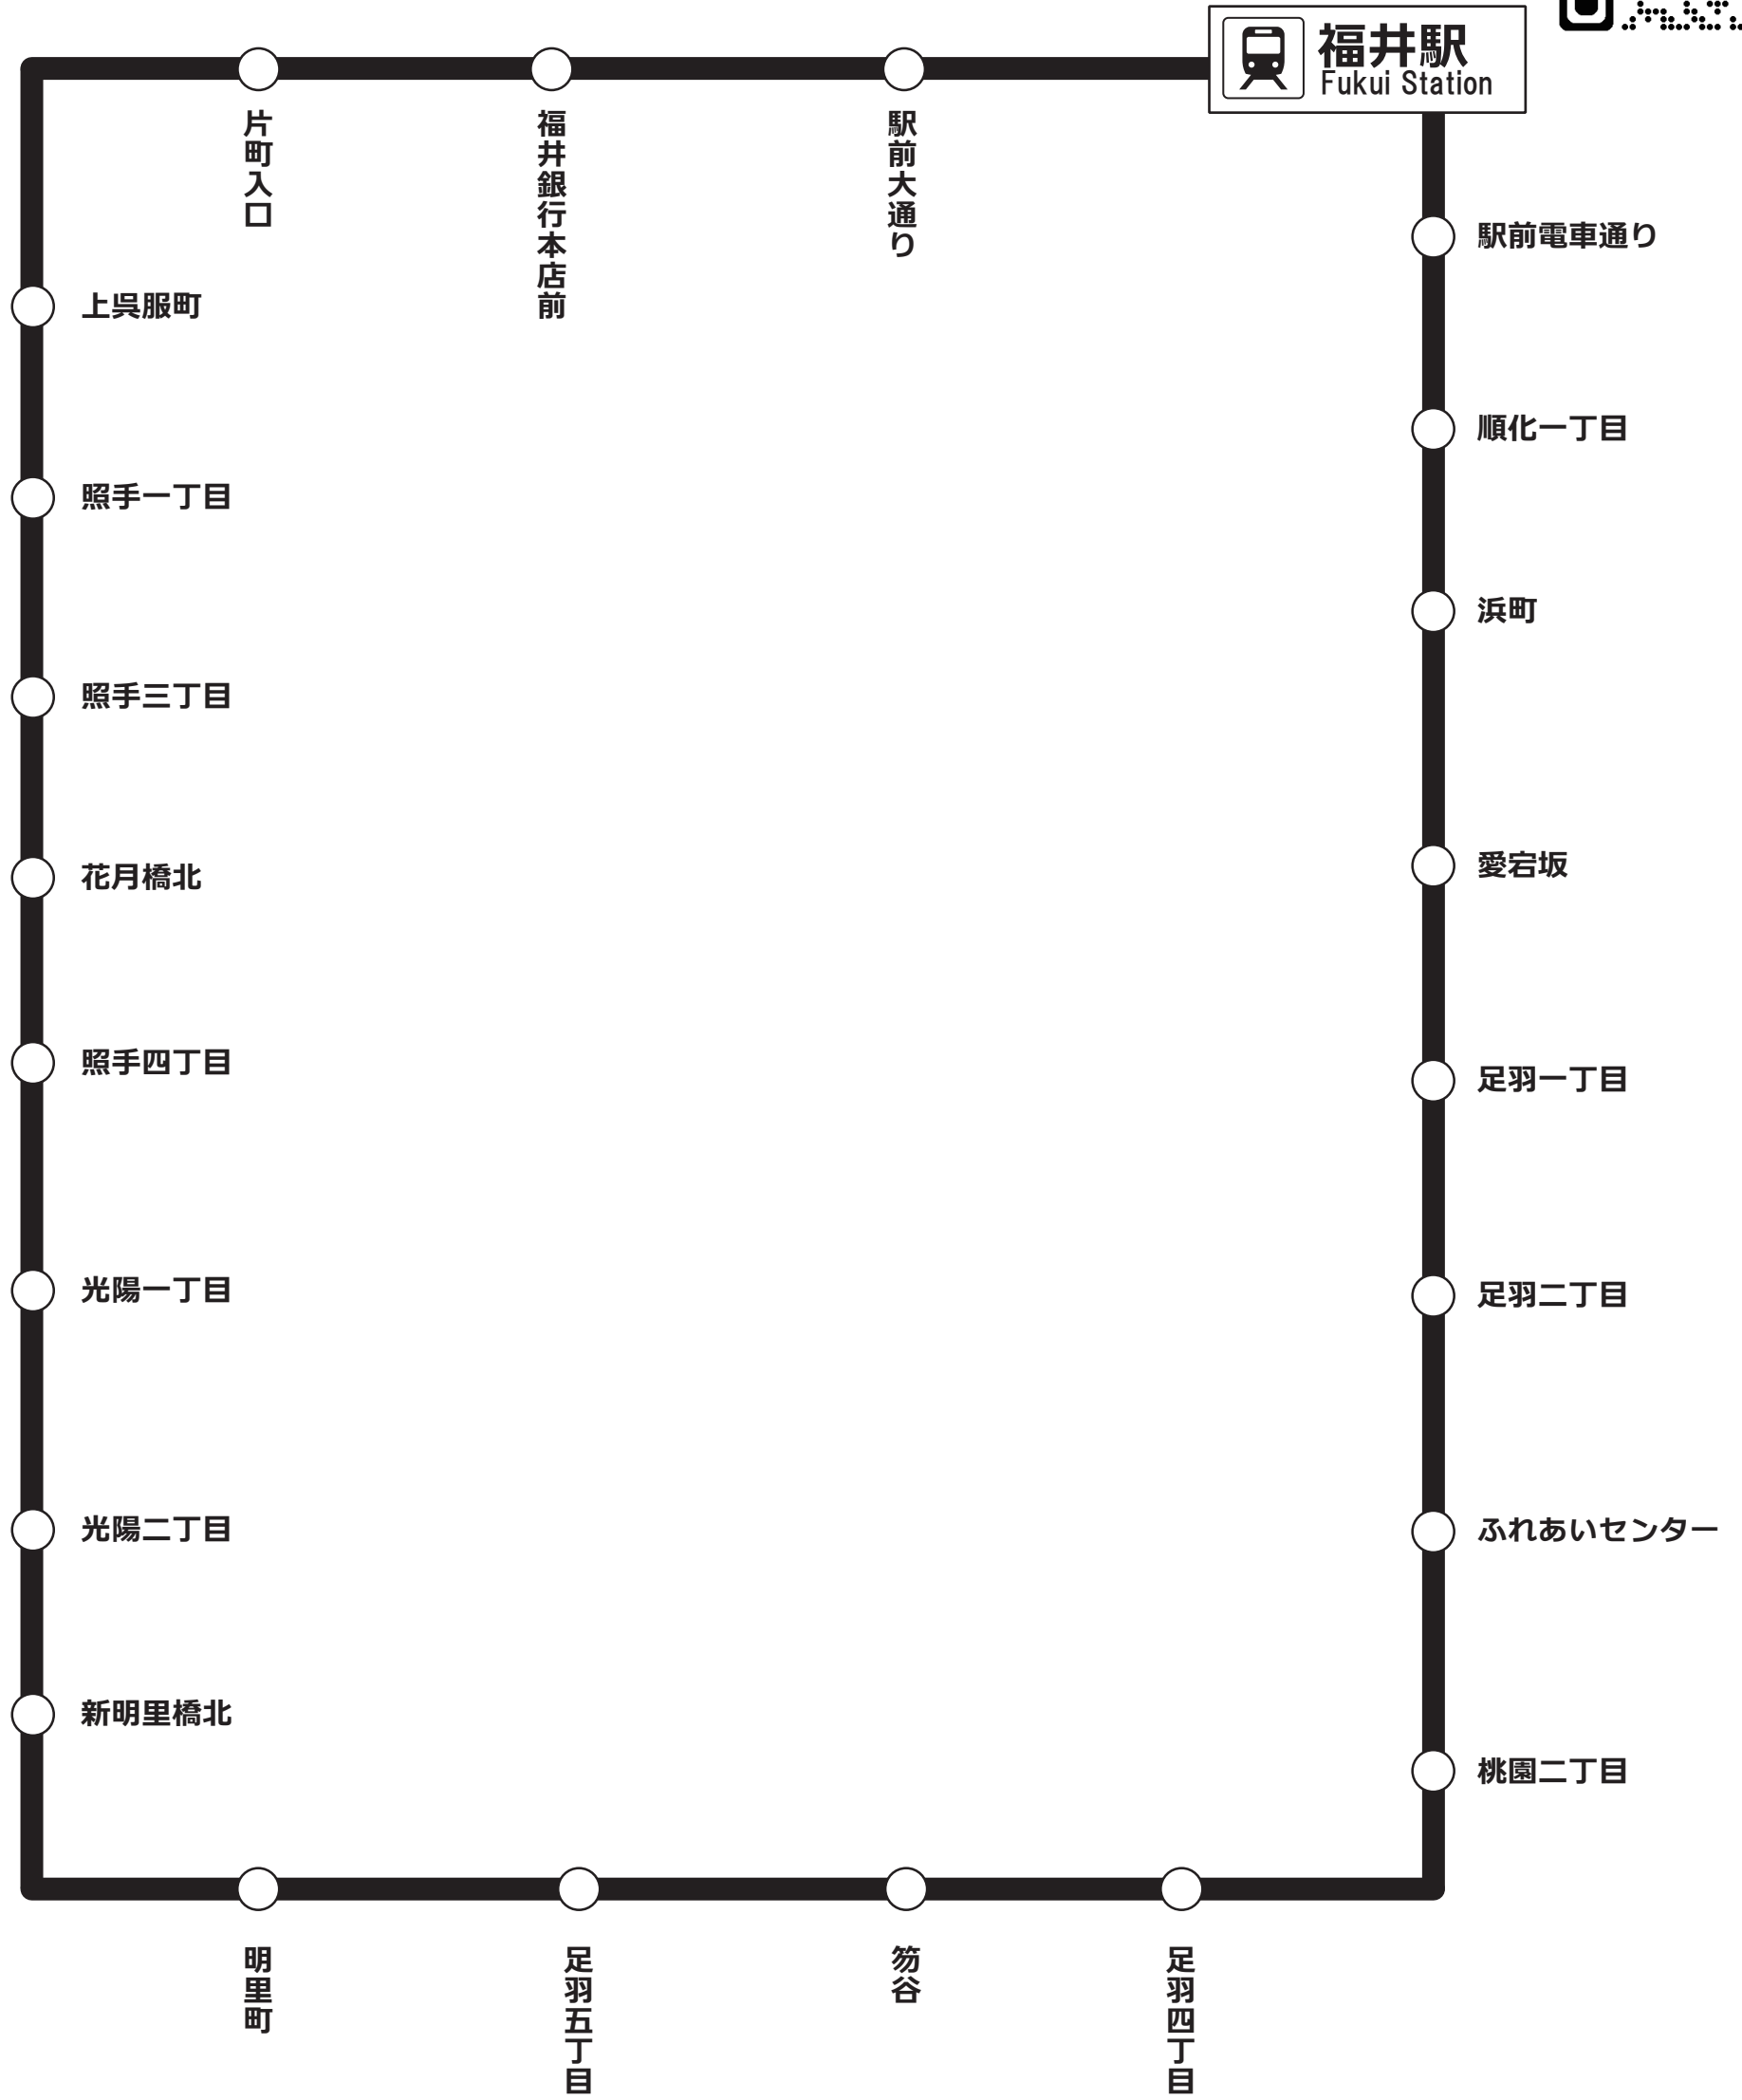 福井駅
Fukui Station
片町入口
福井銀行本店前
駅前大通り
駅前電車通り
上呉服町
順化一丁目
照手一丁目
浜町
照手三丁目
愛宕坂
花月橋北
照手四丁目
足羽一丁目
光陽一丁目
足羽二丁目
光陽二丁目
ふれあいセンター
新明里橋北
桃園二丁目
明里町
足羽五丁目
笏谷
足羽四丁目